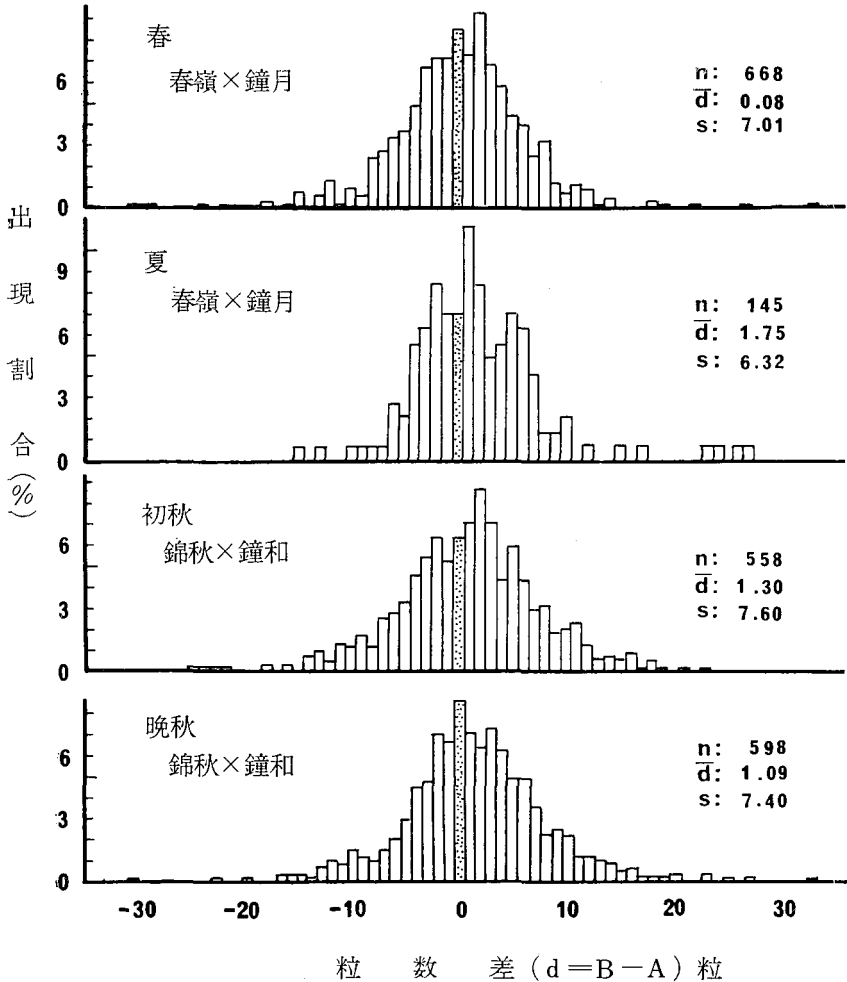 春
春嶺×鐘月
n: 668
d̅: 0.08
s: 7.01
6
3
0
夏
春嶺×鐘月
n: 145
d̅: 1.75
s: 6.32
9
6
3
0
初秋
錦秋×鐘和
n: 558
d̅: 1.30
s: 7.60
6
3
0
晩秋
錦秋×鐘和
n: 598
d̅: 1.09
s: 7.40
6
3
0
出現割合(%)
-30 -20 -10 0 10 20 30
粒数差(d=B-A)粒